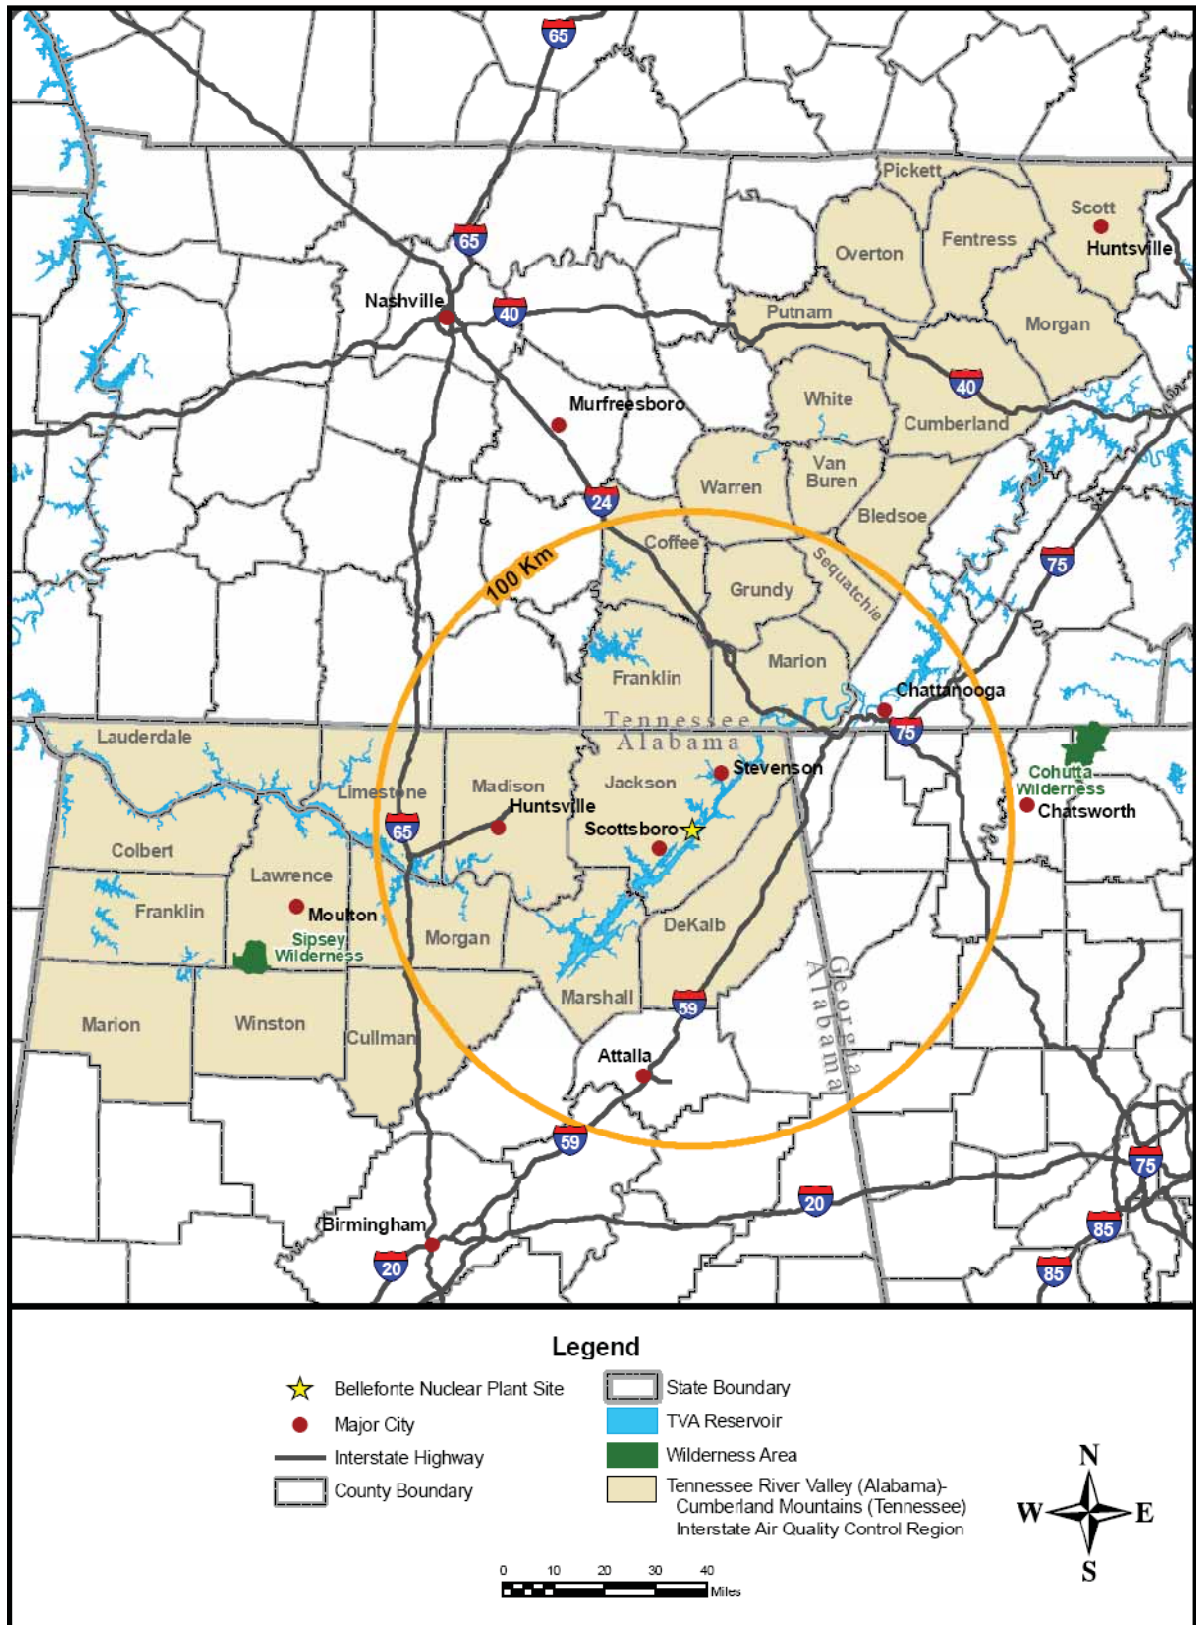 65
Pickett
Scott
Huntsville
65
Overton
Fentress
Nashville
40
Putnam
Morgan
40
Murfreesboro
White
Cumberland
Van
Buren
Warren
24
Bledsoe
Coffee
100 Km
Sequatchie
75
Grundy
Marion
Franklin
Chattanooga
Tennessee
75
Lauderdale
Alabama
Stevenson
Cohutta
Wilderness
Madison
Jackson
Limestone
Huntsville
Chatsworth
65
Scottsboro
Colbert
Lawrence
Franklin
Moulton
DeKalb
Morgan
Sipsey
Wilderness
Georgia
Alabama
Marshall
59
Marion
Winston
Cullman
Attalla
59
75
20
Birmingham
85
20
85
Legend
Bellefonte Nuclear Plant Site
State Boundary
Major City
TVA Reservoir
Interstate Highway
Wilderness Area
County Boundary
Tennessee River Valley (Alabama)-
Cumberland Mountains (Tennessee)
Interstate Air Quality Control Region
N
W E
S
0 10 20 30 40
Miles